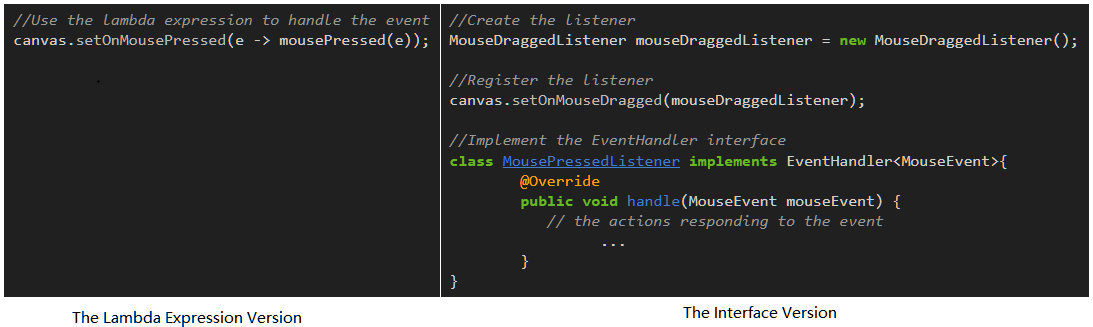 //Use the lambda expression to handle the event
canvas.setOnMousePressed(e -> mousePressed(e));
//Create the listener
MouseDraggedListener mouseDraggedListener = new MouseDraggedListener();
//Register the listener
canvas.setOnMouseDragged(mouseDraggedListener);
//Implement the EventHandler interface
class MousePressedListener implements EventHandler<MouseEvent>{
@Override
public void handle(MouseEvent mouseEvent) {
// the actions responding to the event
...
}
}
The Lambda Expression Version
The Interface Version